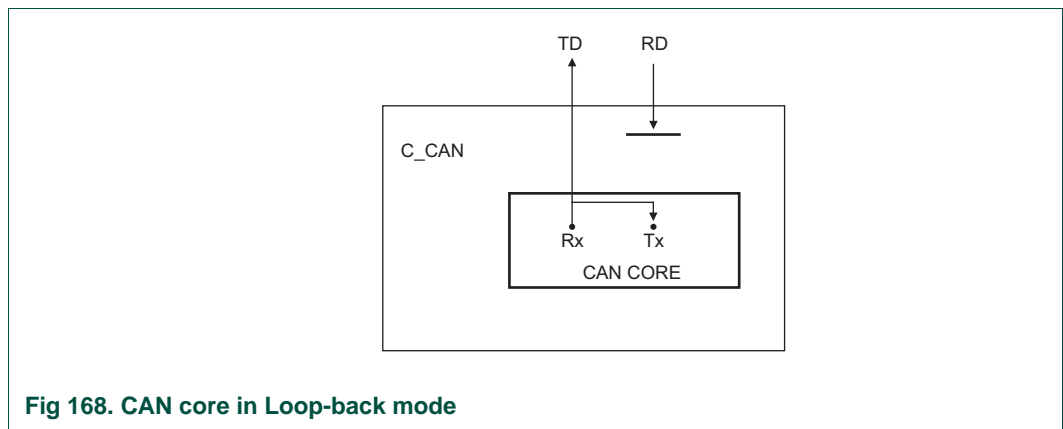 TD RD
C_CAN
Rx Tx
CAN CORE
Fig 168. CAN core in Loop-back mode